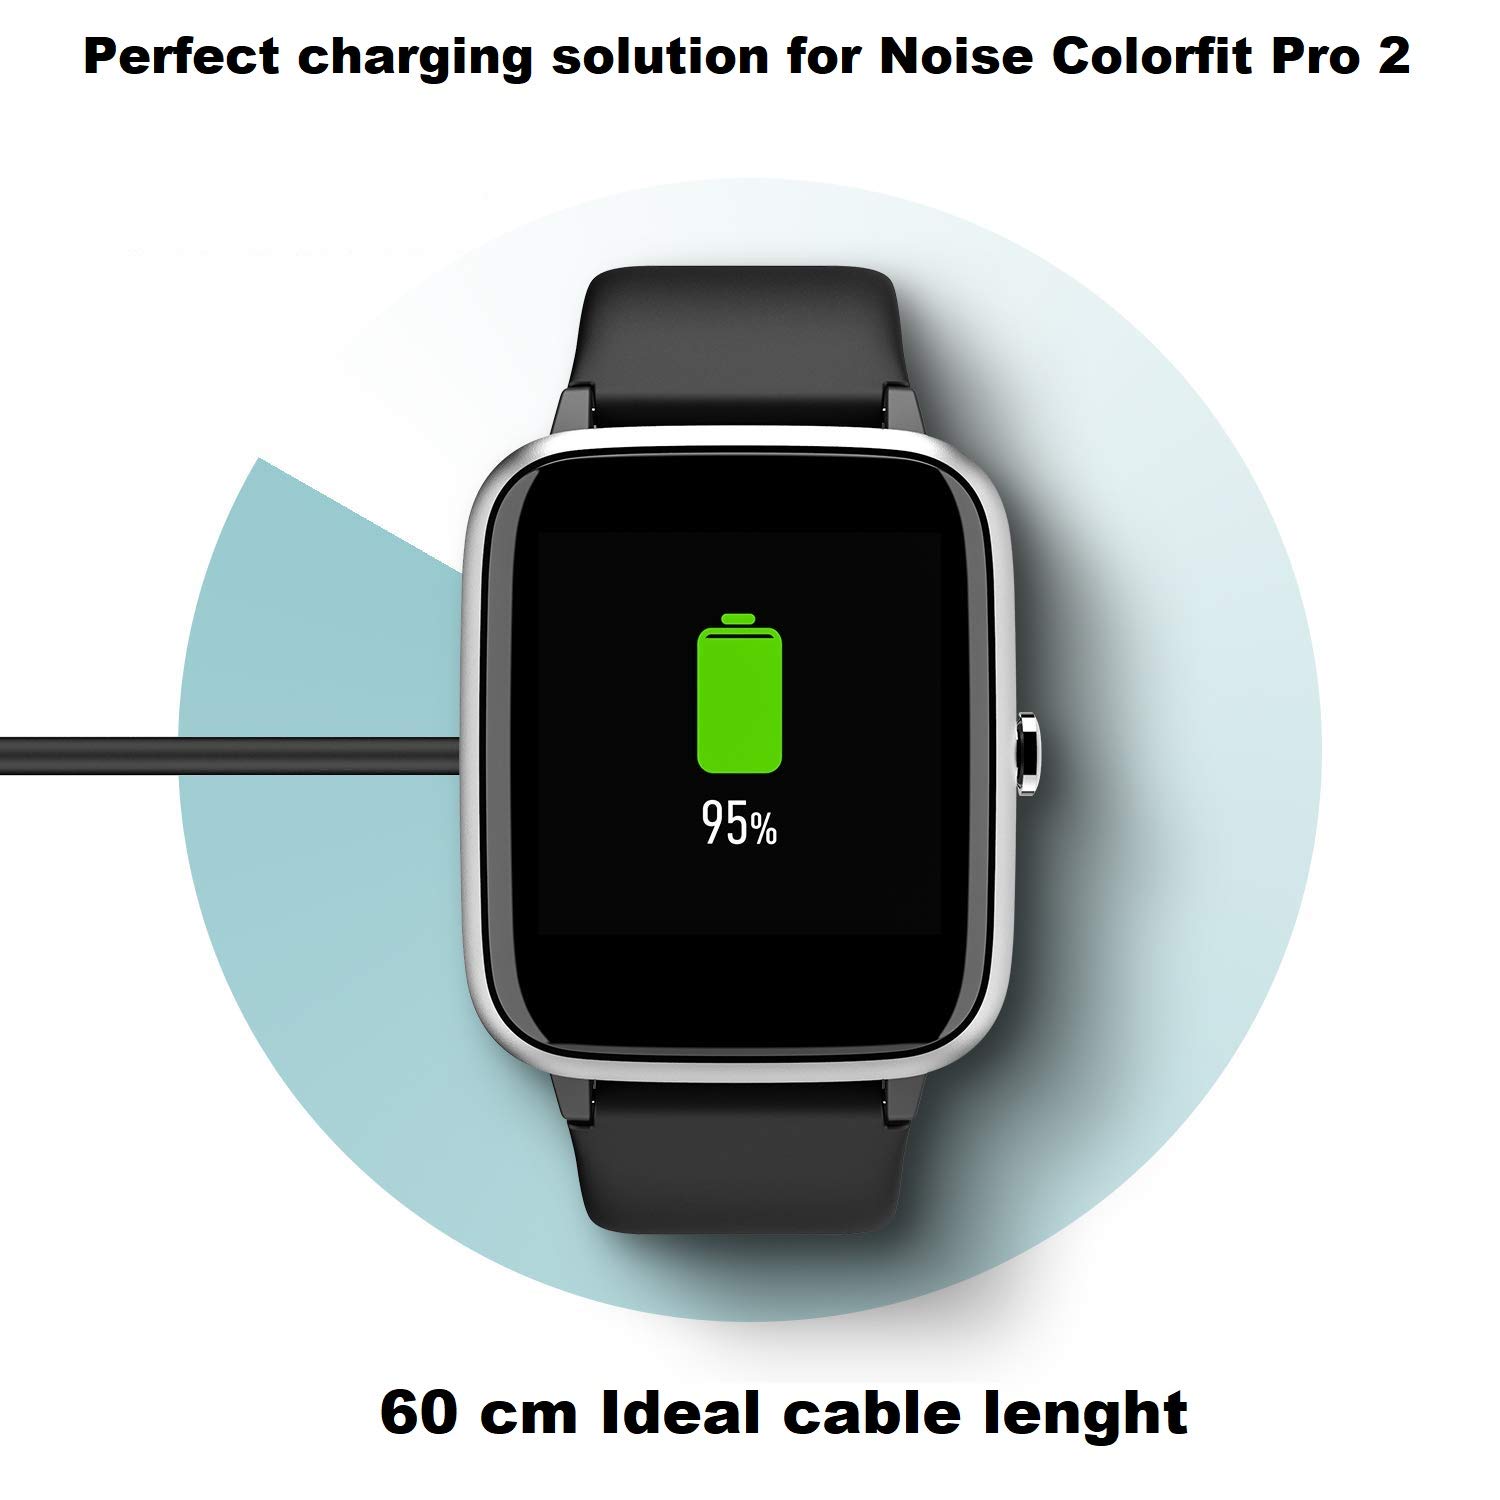 Perfect charging solution for Noise Colorfit Pro 2
95%
60 cm Ideal cable lenght